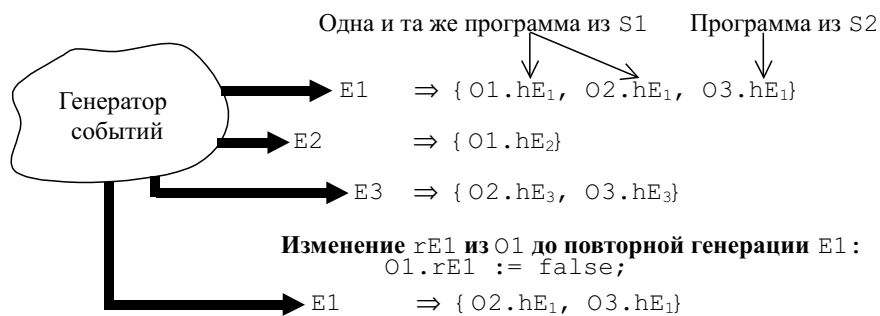 Одна и та же программа из S1 Программа из S2
Генератор событий
E1 ⇒ {O1.hE₁, O2.hE₁, O3.hE₁}
E2 ⇒ {O1.hE₂}
E3 ⇒ {O2.hE₃, O3.hE₃}
Изменение rE1 из O1 до повторной генерации E1:
O1.rE1 := false;
E1 ⇒ {O2.hE₁, O3.hE₁}